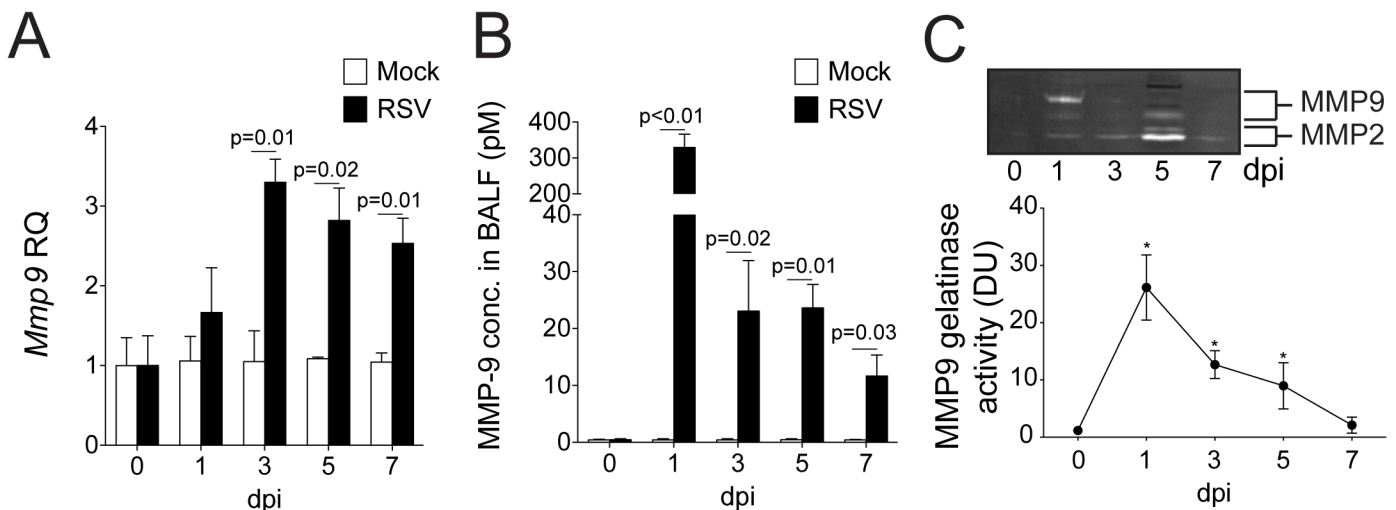 A
Mock
RSV
Mmp9 RQ
4
3
2
1
0
p=0.01
p=0.02
p=0.01
0 1 3 5 7
dpi
B
Mock
RSV
MMP-9 conc. in BALF (pM)
400
300
200
40
30
20
10
0
p<0.01
p=0.02
p=0.01
p=0.03
0 1 3 5 7
dpi
C
MMP9
MMP2
0 1 3 5 7 dpi
MMP9 gelatinase
activity (DU)
40
30
20
10
0
*
*
*
0 1 3 5 7
dpi